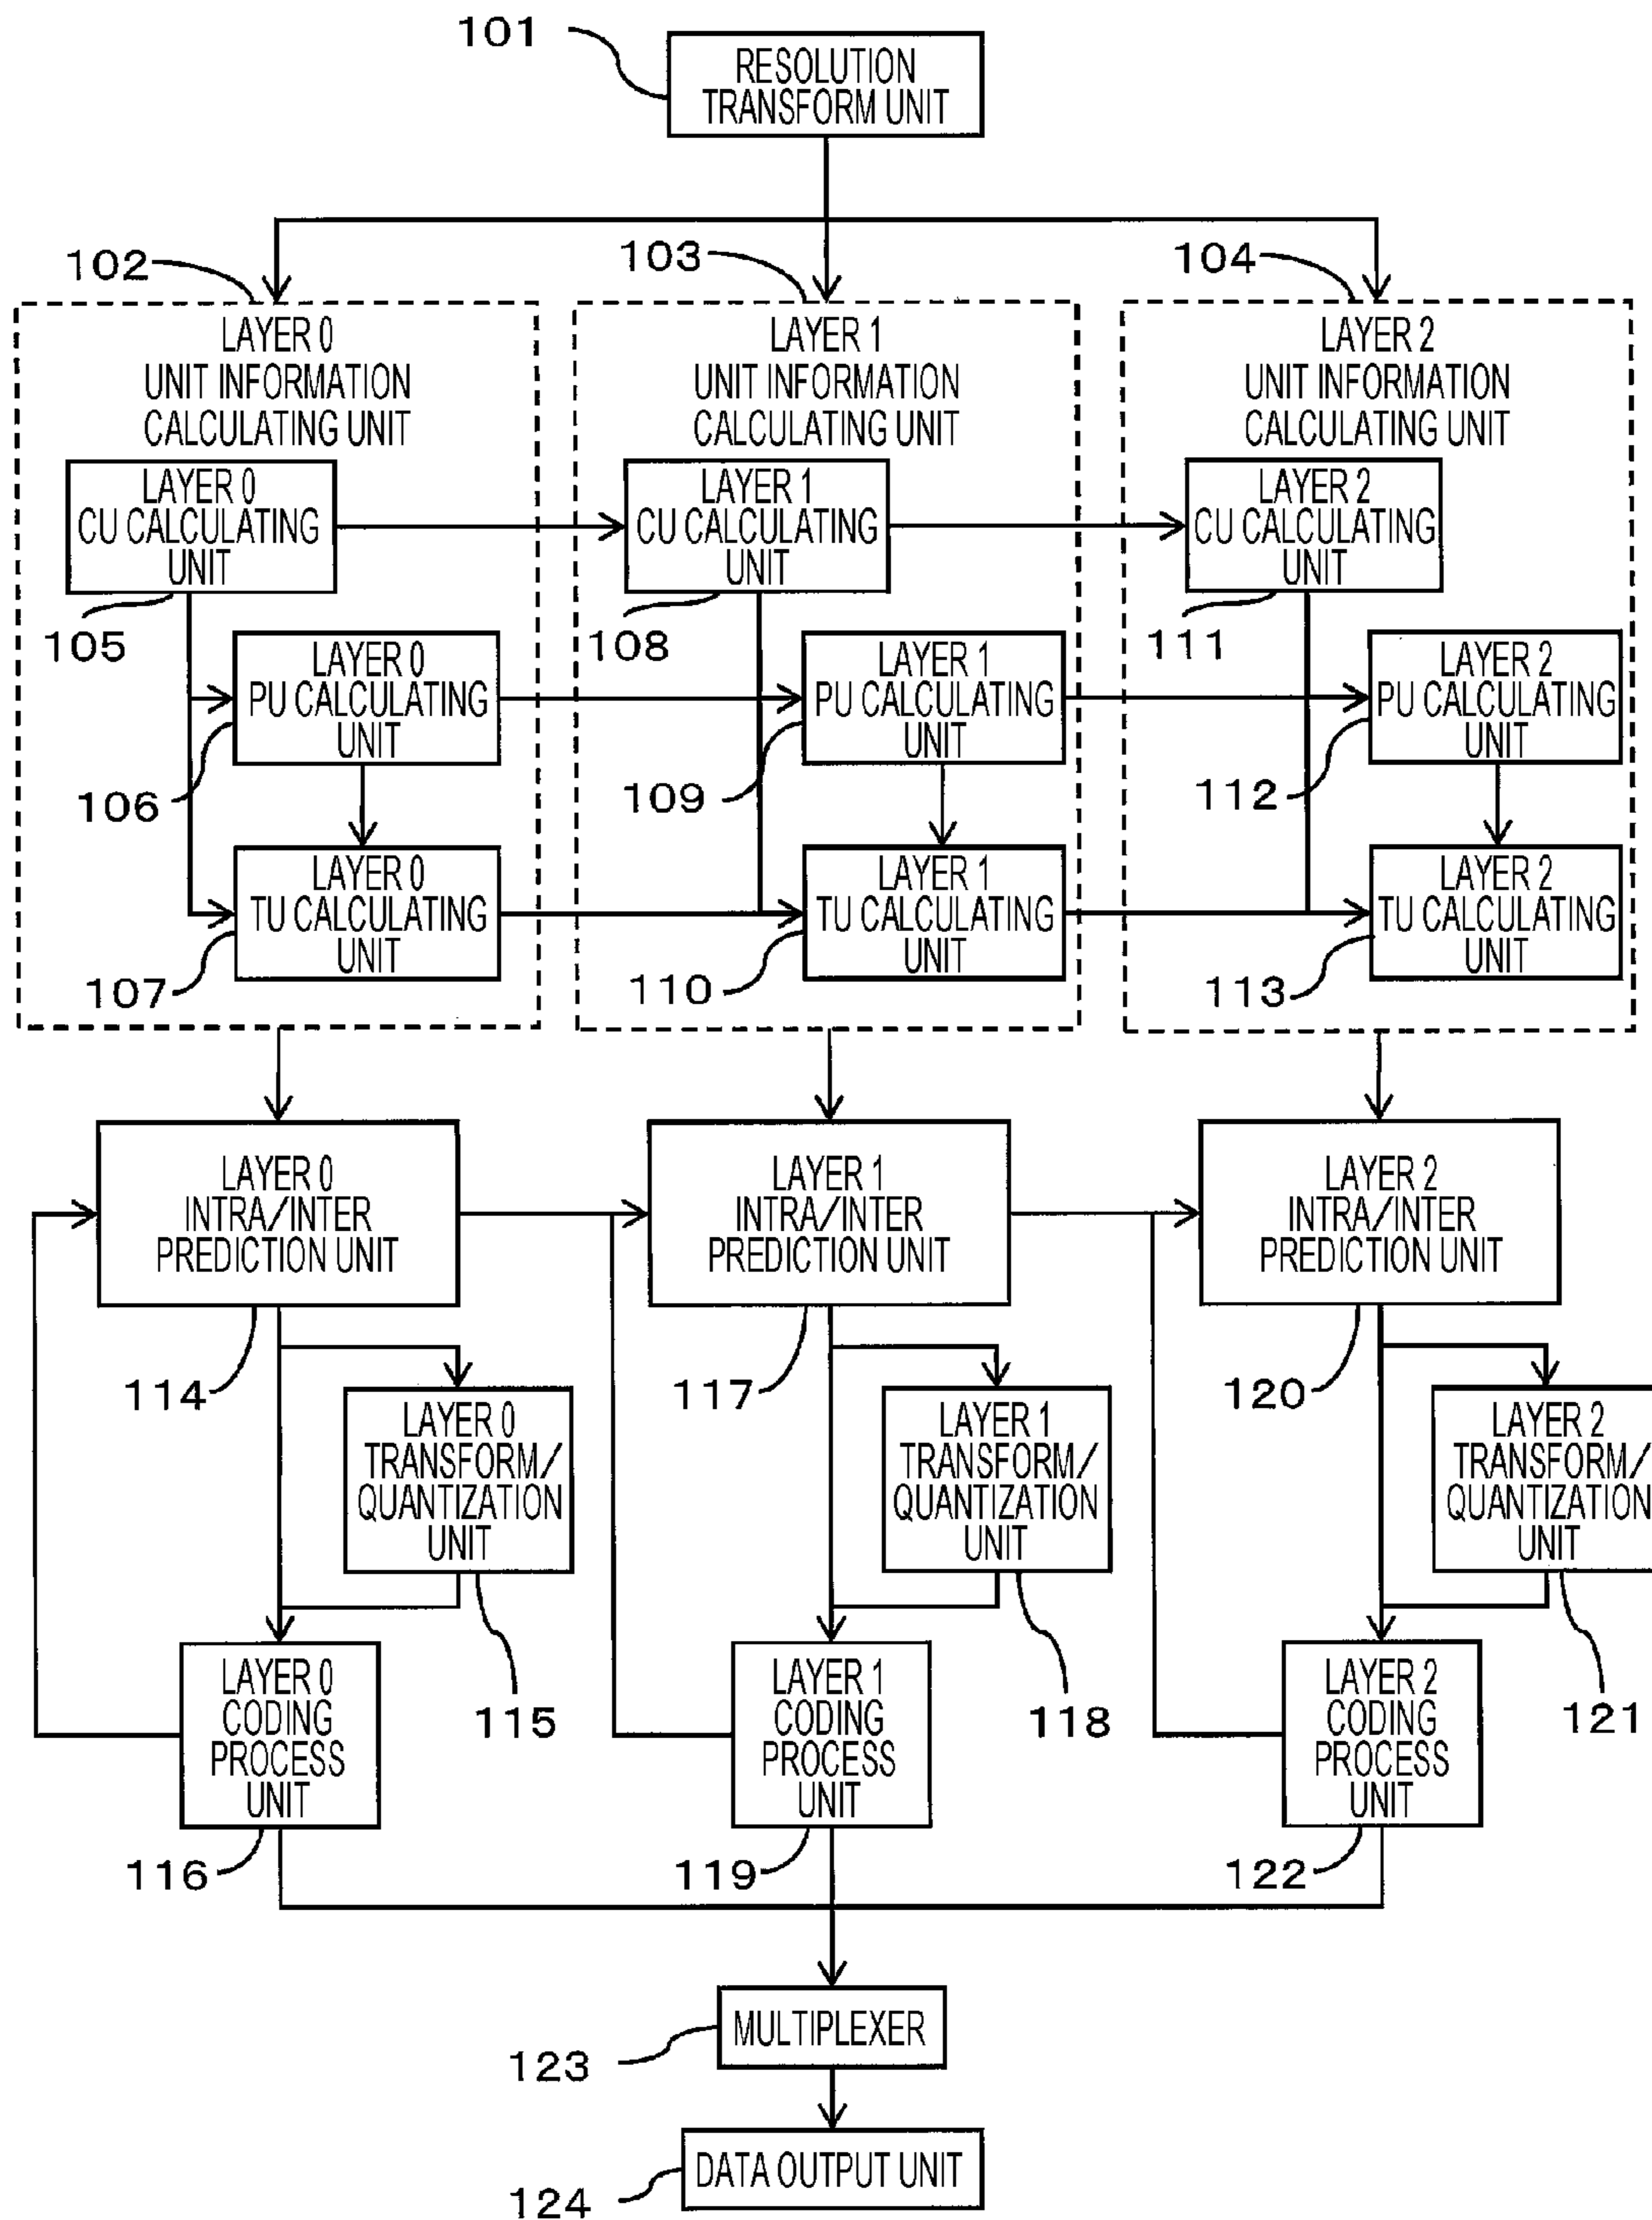 101
RESOLUTION
TRANSFORM UNIT
102
103
104
LAYER 0
UNIT INFORMATION
CALCULATING UNIT
LAYER 1
UNIT INFORMATION
CALCULATING UNIT
LAYER 2
UNIT INFORMATION
CALCULATING UNIT
LAYER 0
CU CALCULATING
UNIT
LAYER 1
CU CALCULATING
UNIT
LAYER 2
CU CALCULATING
UNIT
105
108
111
LAYER 0
PU CALCULATING
UNIT
LAYER 1
PU CALCULATING
UNIT
LAYER 2
PU CALCULATING
UNIT
106
109
112
LAYER 0
TU CALCULATING
UNIT
LAYER 1
TU CALCULATING
UNIT
LAYER 2
TU CALCULATING
UNIT
107
110
113
LAYER 0
INTRA/INTER
PREDICTION UNIT
LAYER 1
INTRA/INTER
PREDICTION UNIT
LAYER 2
INTRA/INTER
PREDICTION UNIT
114
117
120
LAYER 0
TRANSFORM/
QUANTIZATION
UNIT
LAYER 1
TRANSFORM/
QUANTIZATION
UNIT
LAYER 2
TRANSFORM/
QUANTIZATION
UNIT
115
118
121
LAYER 0
CODING
PROCESS
UNIT
LAYER 1
CODING
PROCESS
UNIT
LAYER 2
CODING
PROCESS
UNIT
116
119
122
MULTIPLEXER
123
DATA OUTPUT UNIT
124